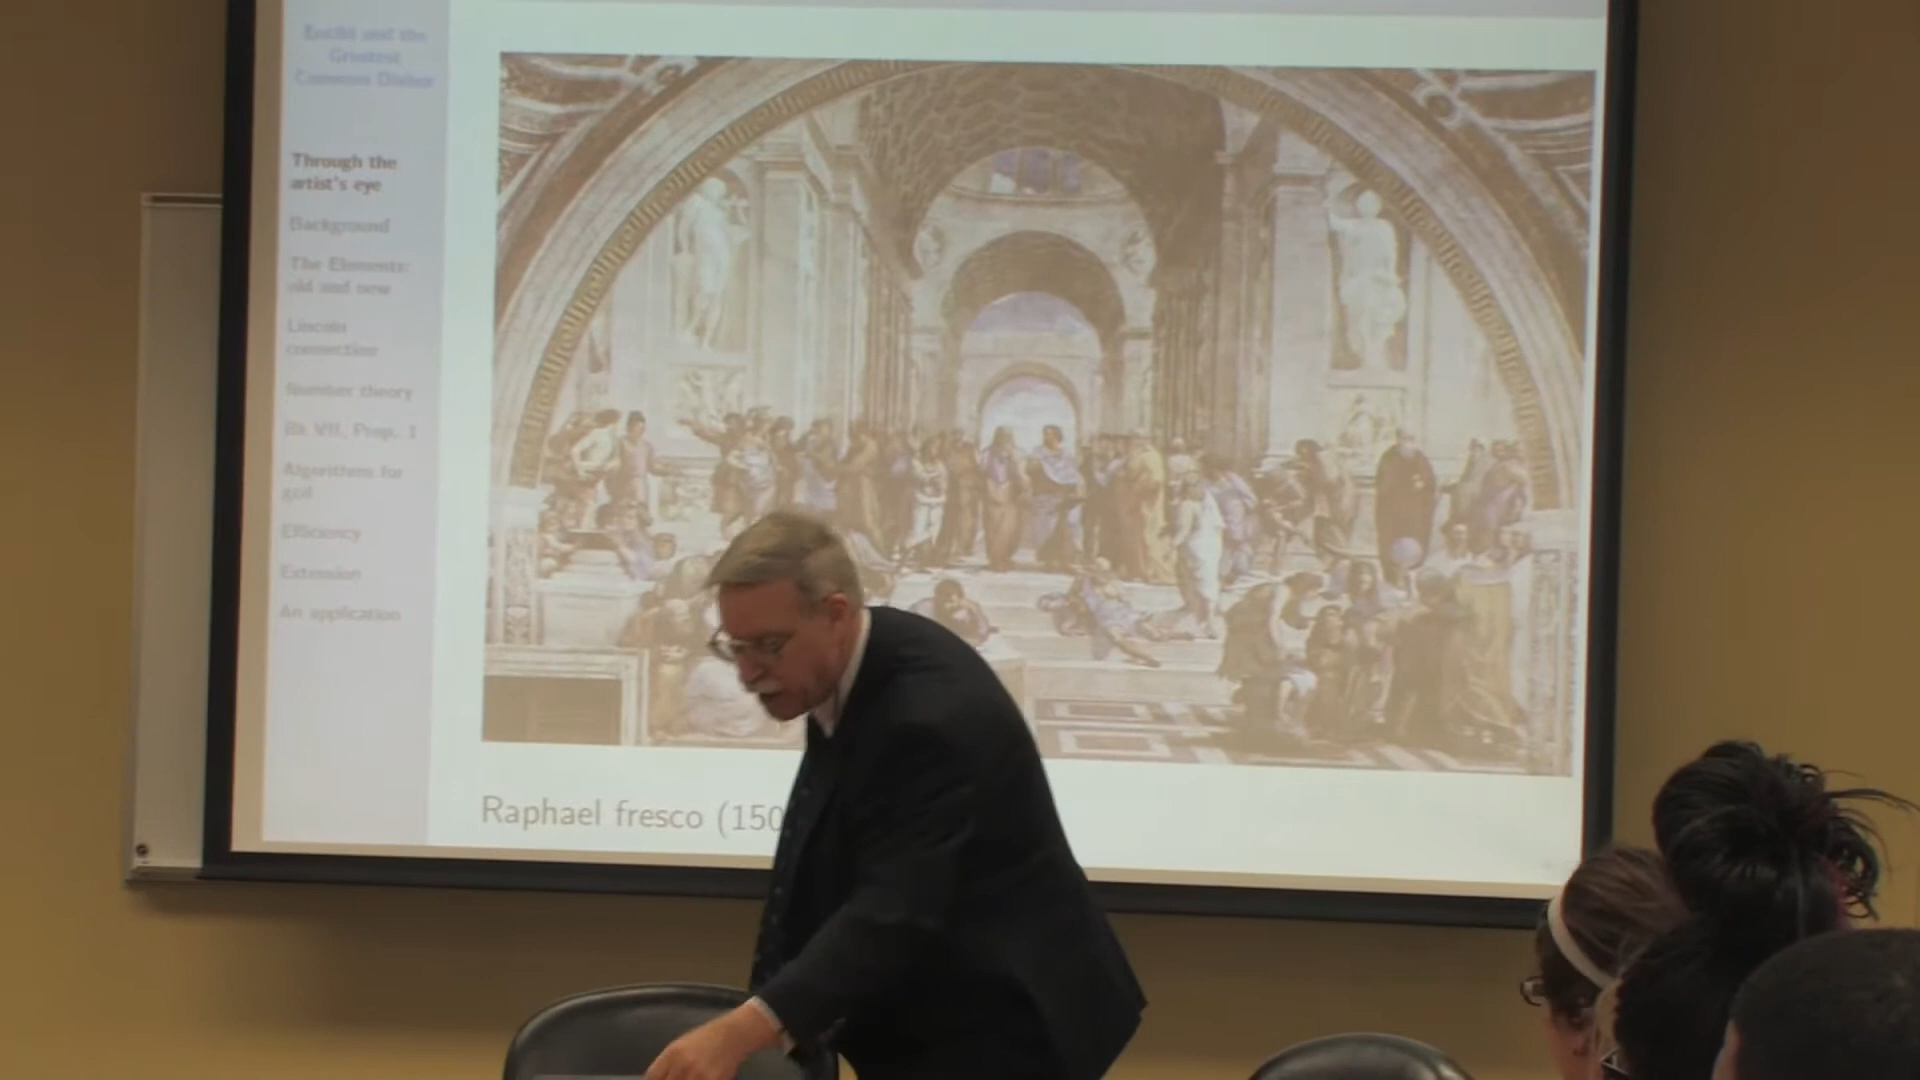 Euclid and the
Greatest
Common Divisor
Through the
artist's eye
Background
The Elements:
old and new
Lincoln
connection
Number theory
Bk VII, Prop. 1
Algorithms for
gcd
Efficiency
Extension
An application
Raphael fresco (150